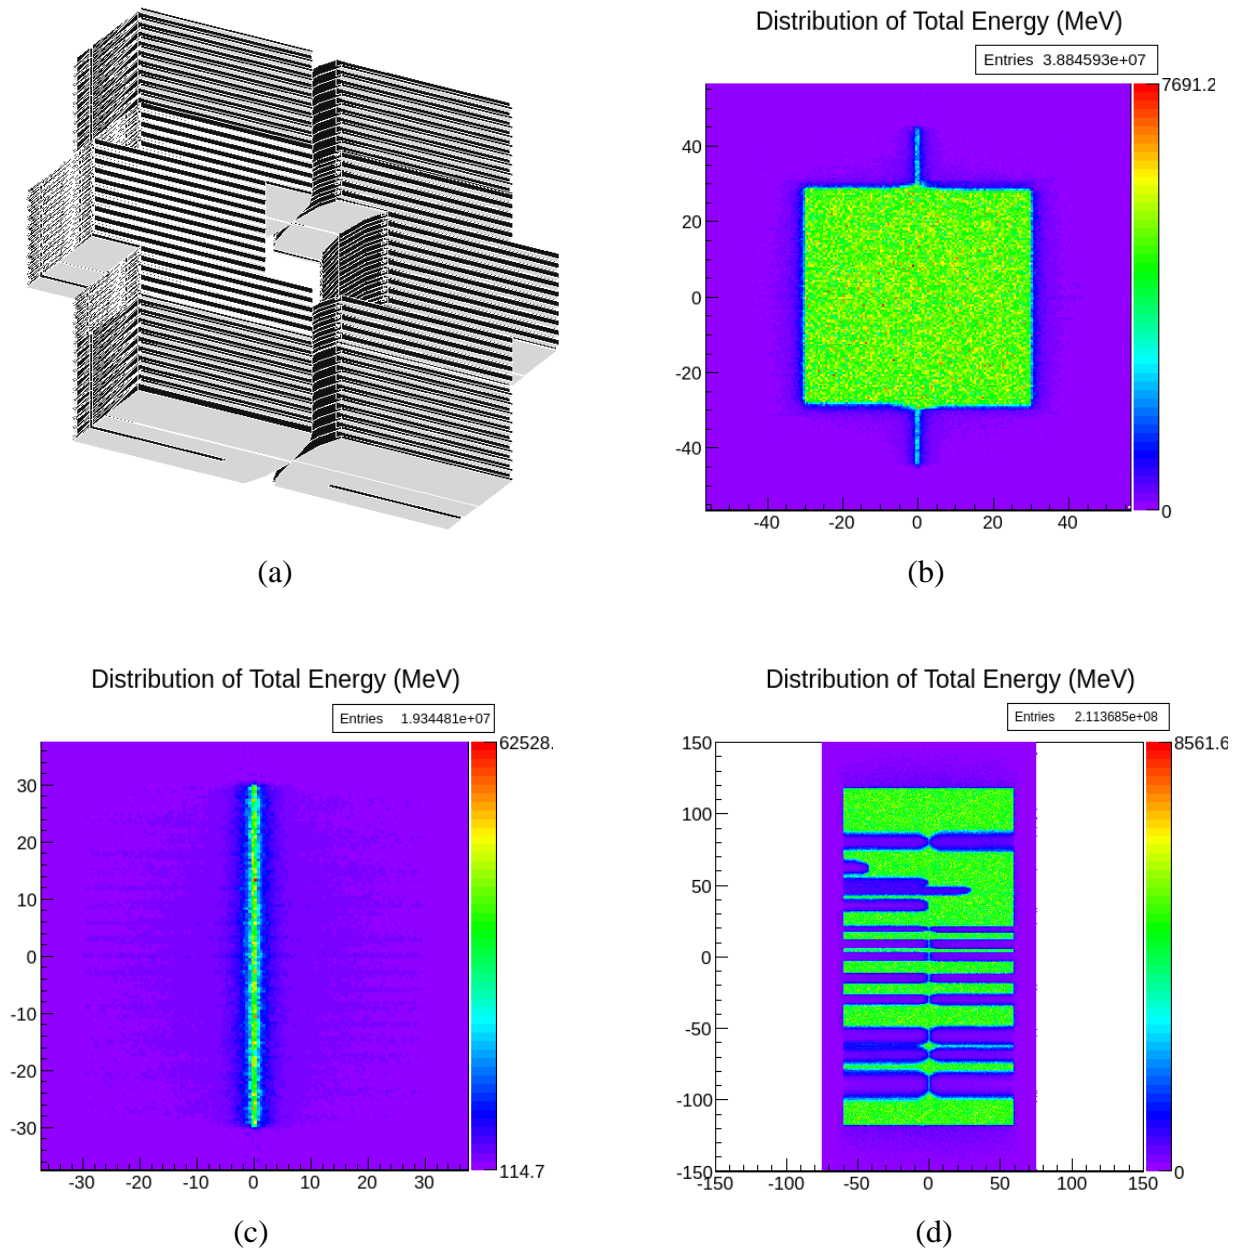 Distribution of Total Energy (MeV)
Entries 3.884593e+07
7691.2
40
20
0
-20
-40
0
-40 -20 0 20 40
(a)
(b)
Distribution of Total Energy (MeV)
Entries 1.934481e+07
62528.
30
20
10
0
-10
-20
-30
114.7
-30 -20 -10 0 10 20 30
(c)
Distribution of Total Energy (MeV)
Entries 2.113685e+08
150
8561.6
100
50
0
-50
-100
-150
0
-150 -100 -50 0 50 100 150
(d)